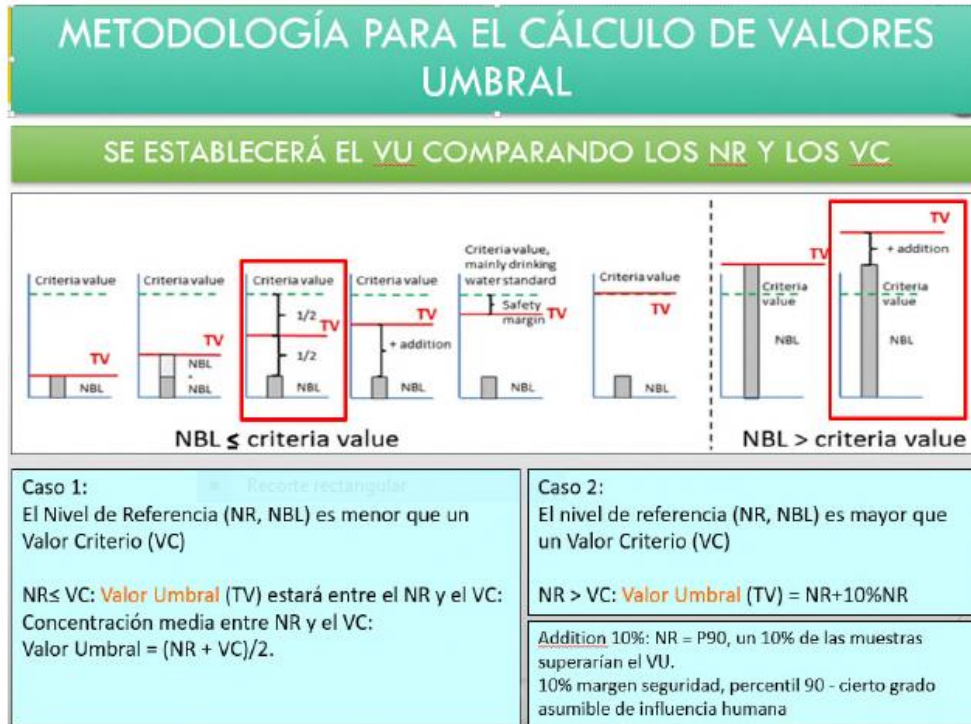 METODOLOGÍA PARA EL CÁLCULO DE VALORES
UMBRAL
SE ESTABLECERÁ EL VU COMPARANDO LOS NR Y LOS VC
Criteria value
TV
NBL
Criteria value
TV
NBL
+
NBL
Criteria value
1/2
TV
1/2
NBL
Criteria value
TV
+ addition
NBL
Criteria value,
mainly drinking
water standard
Safety
margin
TV
NBL
Criteria value
TV
NBL
NBL ≤ criteria value
TV
Criteria
value
NBL
TV
+ addition
Criteria
value
NBL
NBL > criteria value
Recorte rectangular
Caso 1:
El Nivel de Referencia (NR, NBL) es menor que un
Valor Criterio (VC)
NR≤ VC: Valor Umbral (TV) estará entre el NR y el VC:
Concentración media entre NR y el VC:
Valor Umbral = (NR + VC)/2.
Caso 2:
El nivel de referencia (NR, NBL) es mayor que
un Valor Criterio (VC)
NR > VC: Valor Umbral (TV) = NR+10%NR
Addition 10%: NR = P90, un 10% de las muestras
superarían el VU.
10% margen seguridad, percentil 90 - cierto grado
asumible de influencia humana